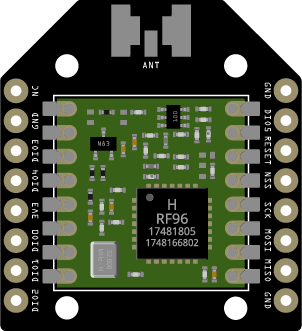 ANT
NC
GND
DIO3
DIO4
3V3
DIO0
DIO1
DIO2
N63
H
RF96
17481805
1748166802
GND
DIO5
RESET
NSS
SCK
MOSI
MISO
GND